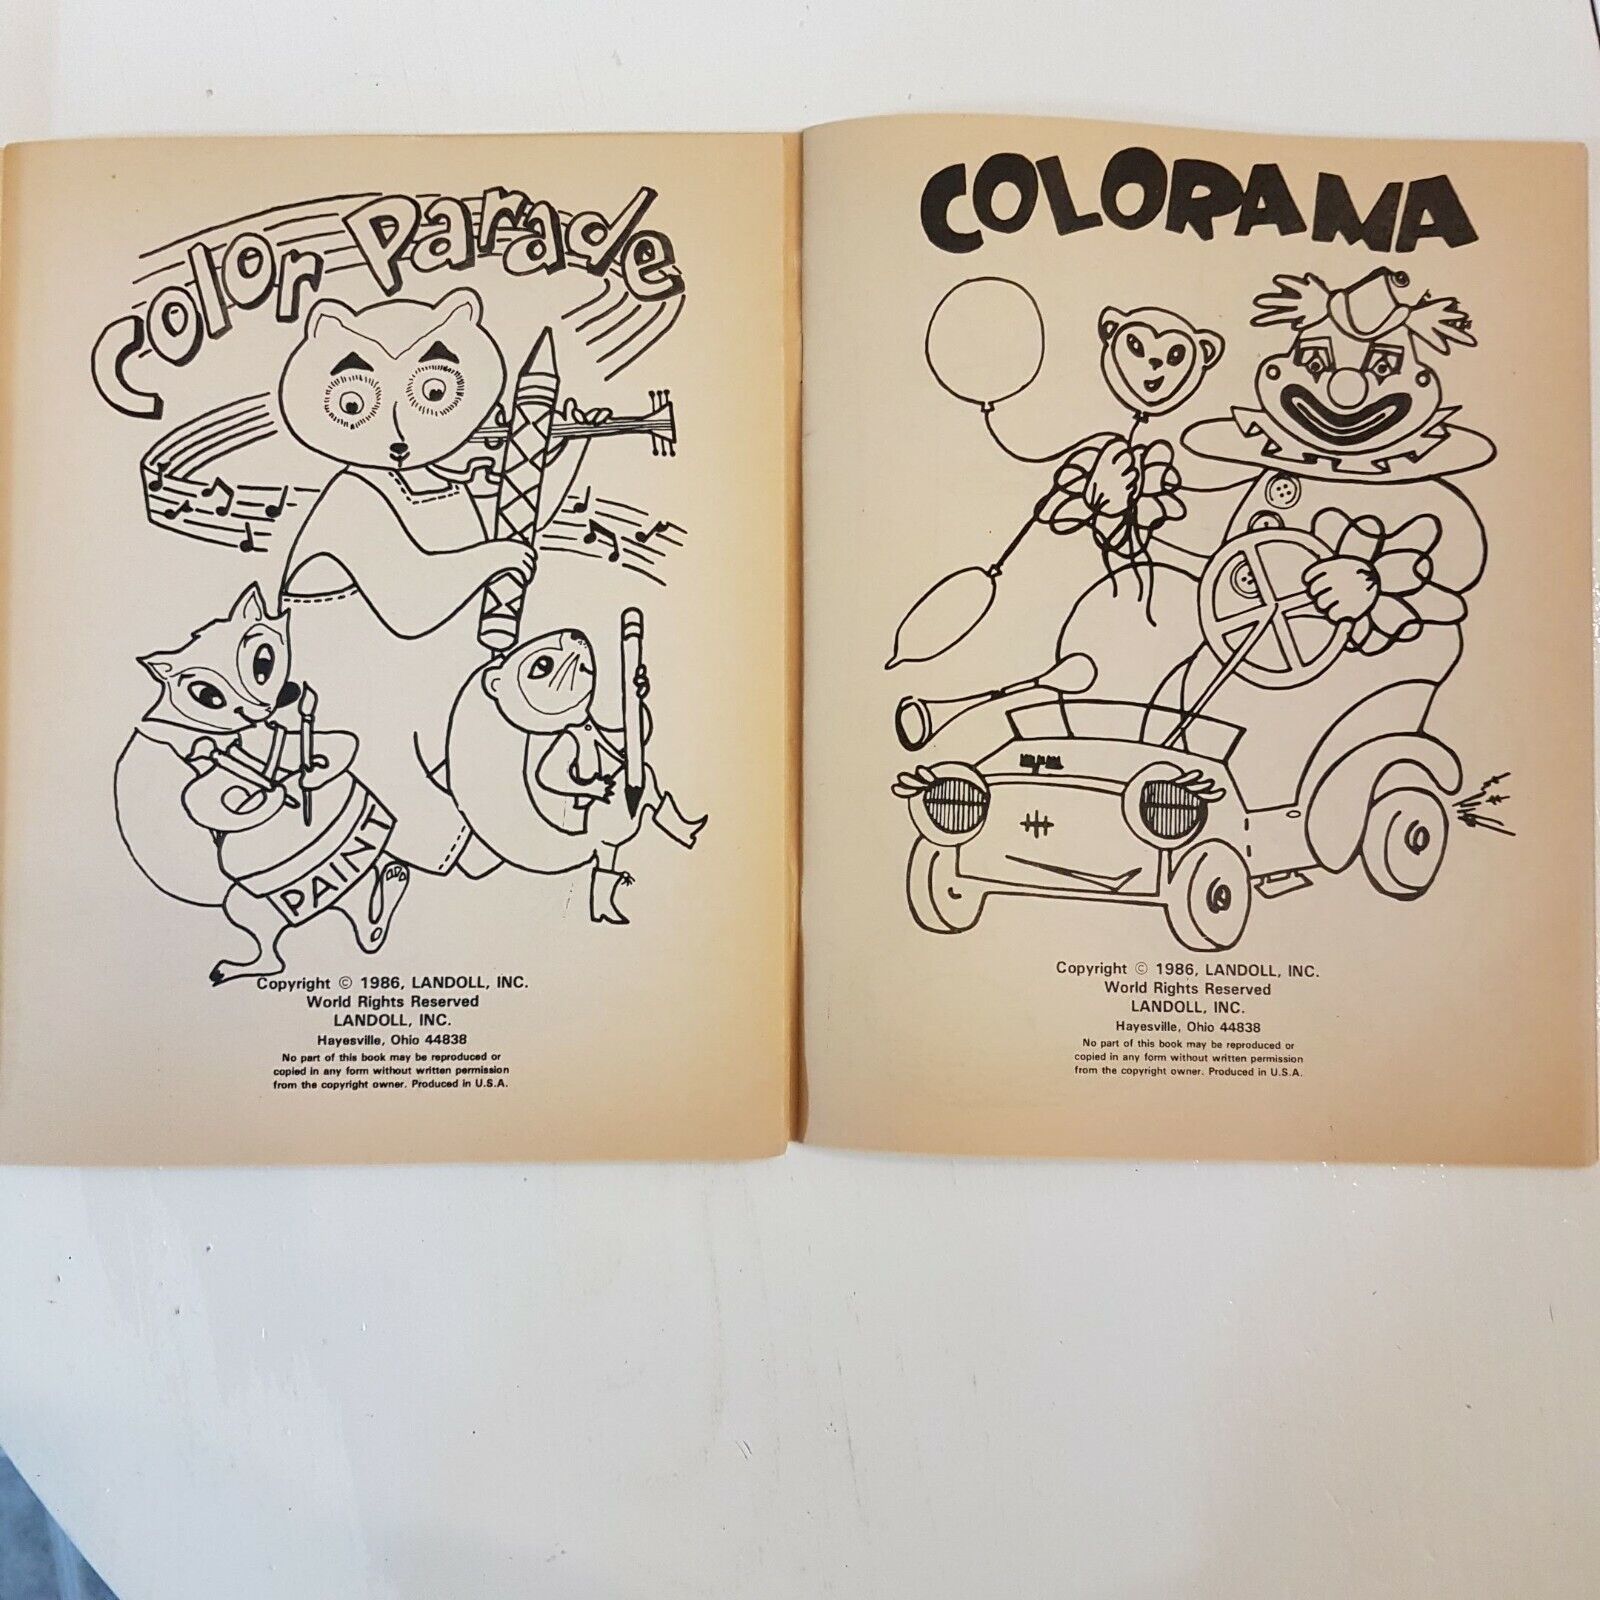 Color Parade
PAINT
Copyright © 1986, LANDOLL, INC.
World Rights Reserved
LANDOLL, INC.
Hayesville, Ohio 44838
No part of this book may be reproduced or
copied in any form without written permission
from the copyright owner. Produced in U.S.A.
COLORAMA
Copyright © 1986, LANDOLL, INC.
World Rights Reserved
LANDOLL, INC.
Hayesville, Ohio 44838
No part of this book may be reproduced or
copied in any form without written permission
from the copyright owner. Produced in U.S.A.